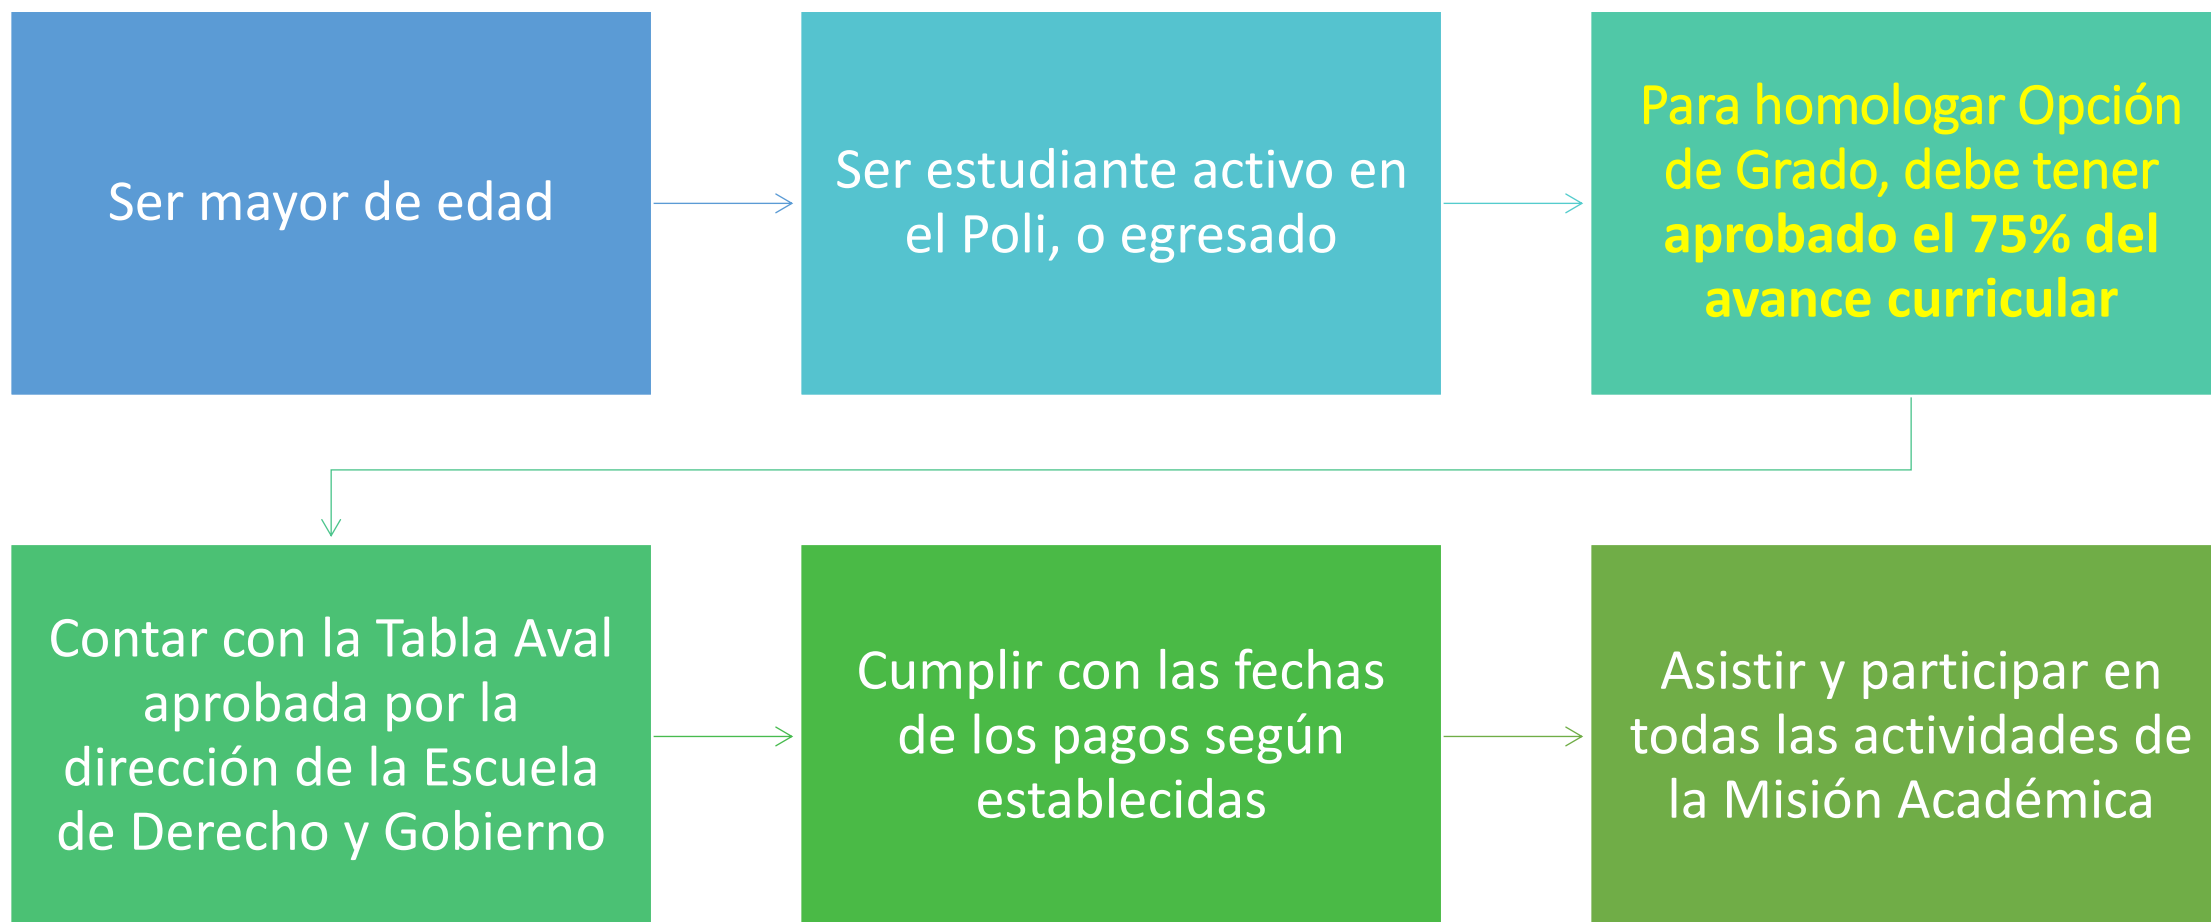 Ser mayor de edad
Ser estudiante activo en
el Poli, o egresado
Para homologar Opción
de Grado, debe tener
aprobado el 75% del
avance curricular
Contar con la Tabla Aval
aprobada por la
dirección de la Escuela
de Derecho y Gobierno
Cumplir con las fechas
de los pagos según
establecidas
Asistir y participar en
todas las actividades de
la Misión Académica